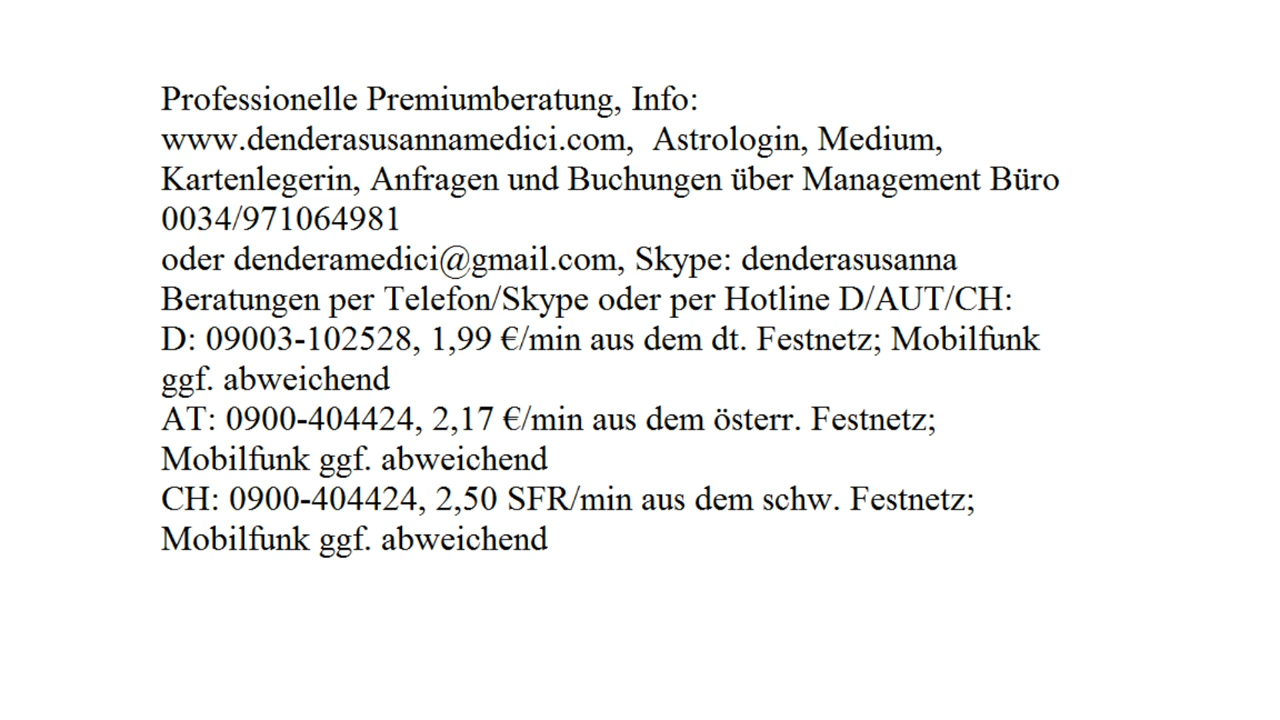 Professionelle Premiumberatung, Info:
www.denderasusannamedici.com,  Astrologin, Medium,
Kartenlegerin, Anfragen und Buchungen über Management Büro
0034/971064981
oder denderamedici@gmail.com, Skype: denderasusanna
Beratungen per Telefon/Skype oder per Hotline D/AUT/CH:
D: 09003-102528, 1,99 €/min aus dem dt. Festnetz; Mobilfunk
ggf. abweichend
AT: 0900-404424, 2,17 €/min aus dem österr. Festnetz;
Mobilfunk ggf. abweichend
CH: 0900-404424, 2,50 SFR/min aus dem schw. Festnetz;
Mobilfunk ggf. abweichend